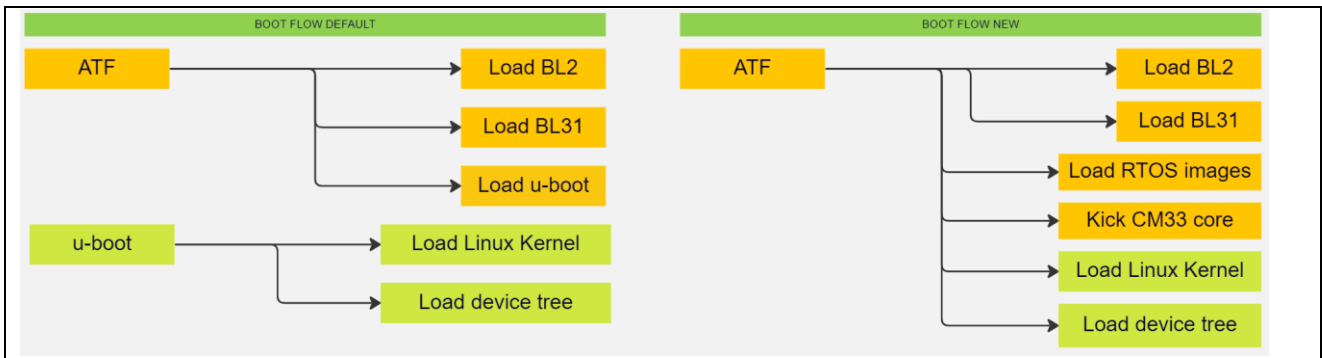 BOOT FLOW DEFAULT
ATF
Load BL2
Load BL31
Load u-boot
u-boot
Load Linux Kernel
Load device tree
BOOT FLOW NEW
ATF
Load BL2
Load BL31
Load RTOS images
Kick CM33 core
Load Linux Kernel
Load device tree